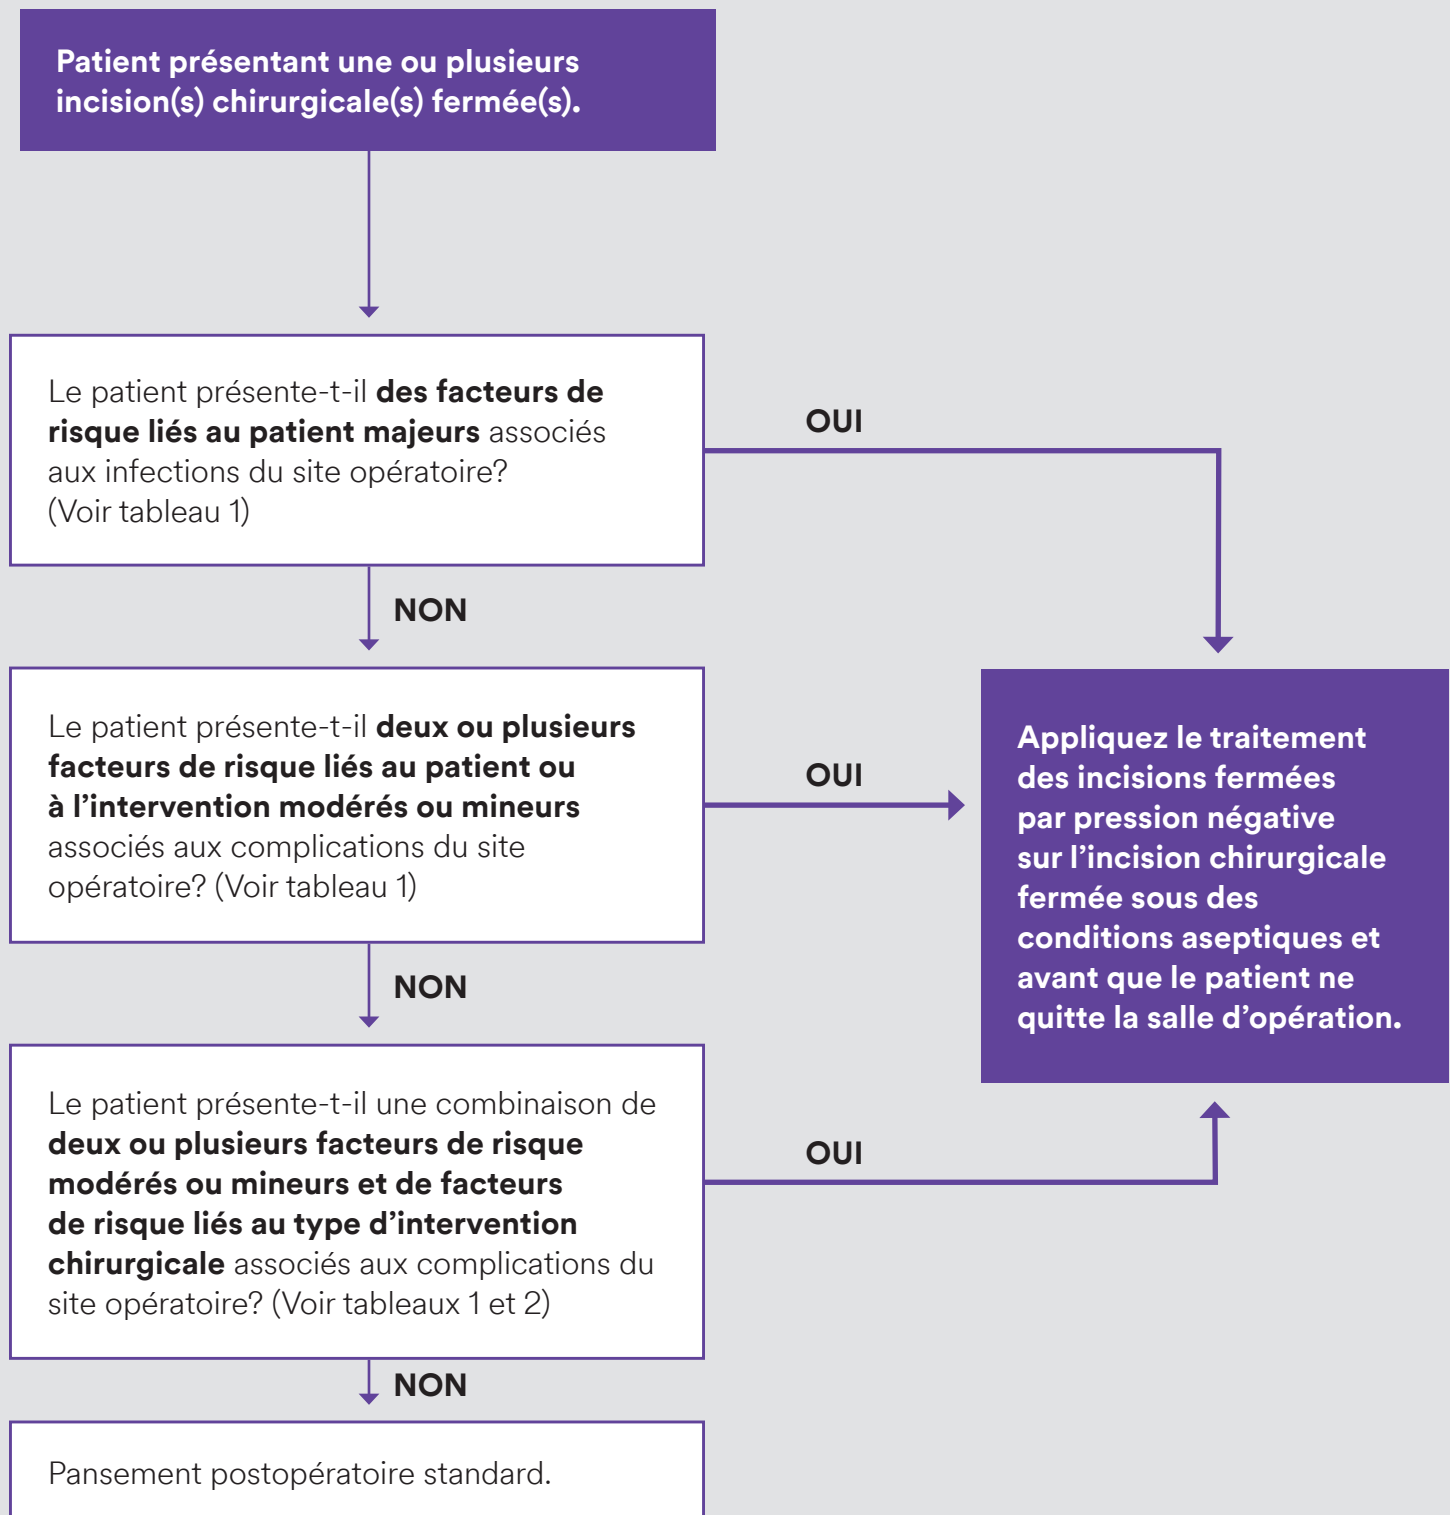 Patient présentant une ou plusieurs
incision(s) chirurgicale(s) fermée(s).
Le patient présente-t-il des facteurs de
risque liés au patient majeurs associés
aux infections du site opératoire?
(Voir tableau 1)
OUI
NON
Le patient présente-t-il deux ou plusieurs
facteurs de risque liés au patient ou
à l’intervention modérés ou mineurs
associés aux complications du site
opératoire? (Voir tableau 1)
OUI
NON
Le patient présente-t-il une combinaison de
deux ou plusieurs facteurs de risque
modérés ou mineurs et de facteurs
de risque liés au type d’intervention
chirurgicale associés aux complications du
site opératoire? (Voir tableaux 1 et 2)
OUI
NON
Pansement postopératoire standard.
Appliquez le traitement
des incisions fermées
par pression négative
sur l’incision chirurgicale
fermée sous des
conditions aseptiques et
avant que le patient ne
quitte la salle d’opération.